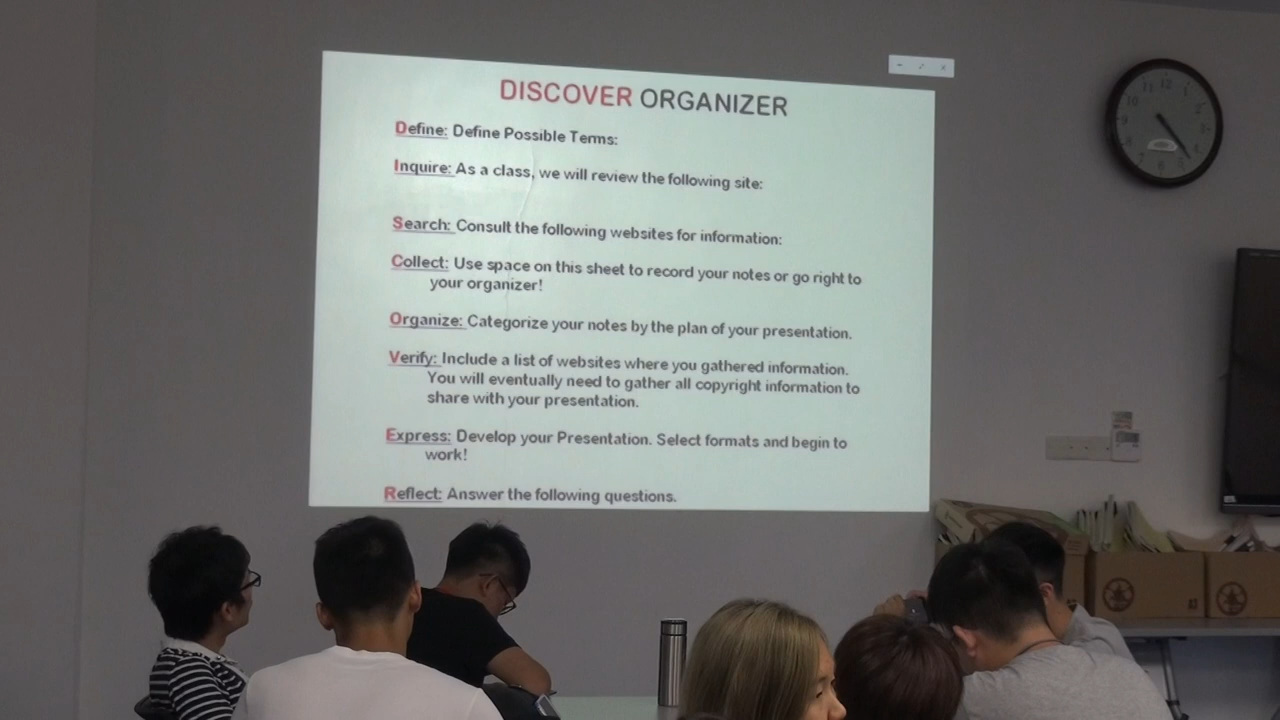 DISCOVER ORGANIZER
Define: Define Possible Terms:
Inquire: As a class, we will review the following site:
Search: Consult the following websites for information:
Collect: Use space on this sheet to record your notes or go right to
your organizer!
Organize: Categorize your notes by the plan of your presentation.
Verify: Include a list of websites where you gathered information.
You will eventually need to gather all copyright information to
share with your presentation.
Express: Develop your Presentation. Select formats and begin to
work!
Reflect: Answer the following questions.